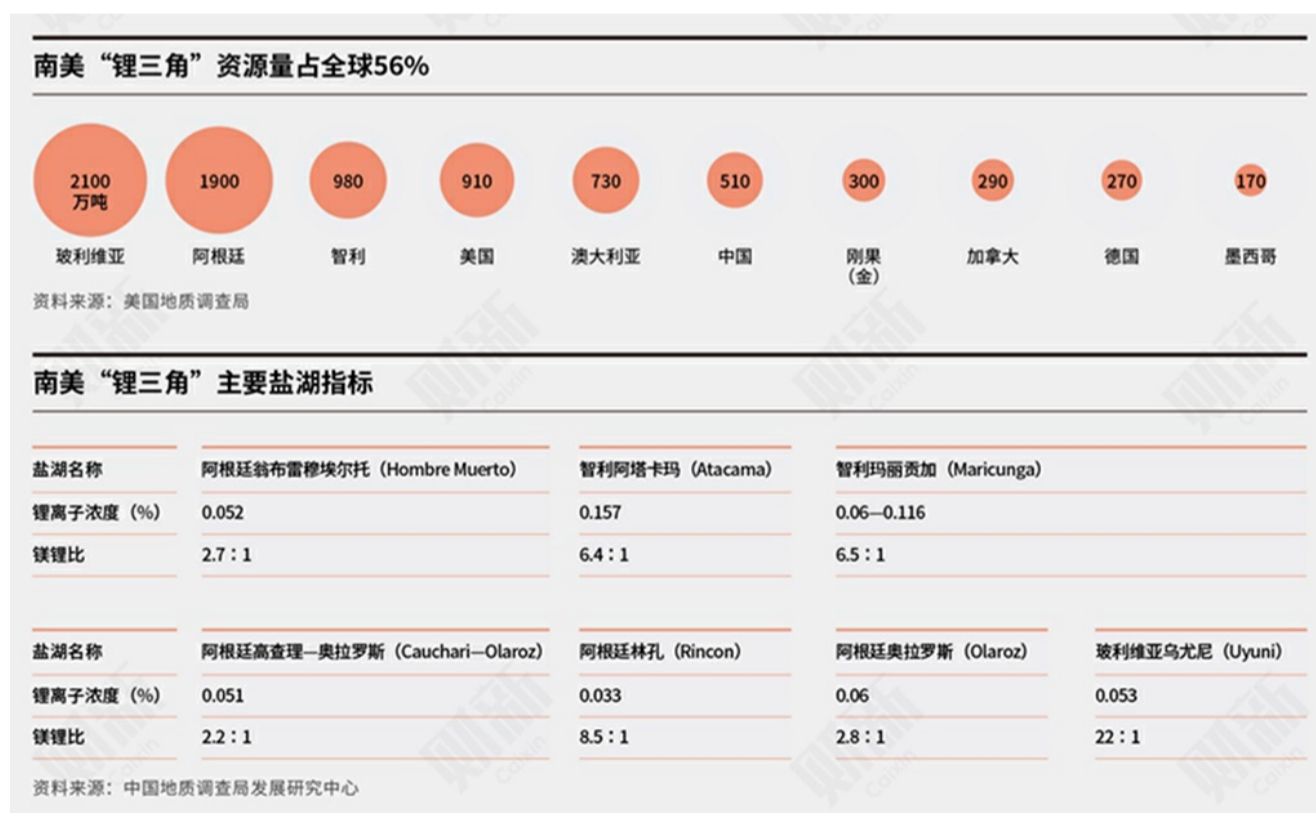 南美“锂三角”资源量占全球56%
2100 1900 980 910 730 510 300 290 270 170
万吨
玻利维亚 阿根廷 智利 美国 澳大利亚 中国 刚果 加拿大 德国 墨西哥
（金）
资料来源：美国地质调查局
南美“锂三角”主要盐湖指标
盐湖名称 阿根廷翁布雷穆埃尔托（Hombre Muerto） 智利阿塔卡玛（Atacama） 智利玛丽贡加（Maricunga）
锂离子浓度（%） 0.052 0.157 0.06—0.116
镁锂比 2.7：1 6.4：1 6.5：1
盐湖名称 阿根廷高查理—奥拉罗斯（Cauchari—Olaroz） 阿根廷林孔（Rincon） 阿根廷奥拉罗斯（Olaroz） 玻利维亚乌尤尼（Uyuni）
锂离子浓度（%） 0.051 0.033 0.06 0.053
镁锂比 2.2：1 8.5：1 2.8：1 22：1
资料来源：中国地质调查局发展研究中心
财新
Caixin